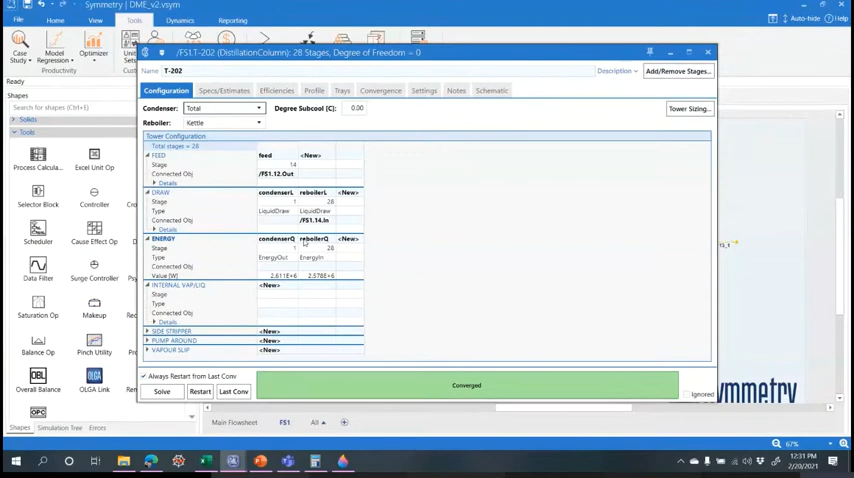 Symmetry | DME_v2.vsym
File Home View Tools Dynamics Reporting
Auto-hide Help
Case Study Model Regression Optimizer
Productivity
Ready
Shapes
Search for shapes (Ctrl+E)
Solids
Tools
Process Calcula... Excel Unit Op
Selector Block Controller
Scheduler Cause Effect Op
Data Filter Surge Controller
Saturation Op Makeup
Balance Op Pinch Utility
OBL OLGA
Overall Balance OLGA Link
OPC
Shapes Simulation Tree Errors
/FS1.T-202 (DistillationColumn): 28 Stages, Degree of Freedom = 0
Name T-202 Description Add/Remove Stages...
Configuration Specs/Estimates Efficiencies Profile Trays Convergence Settings Notes Schematic
Condenser: Total Degree Subcool [C]: 0.00 Tower Sizing...
Reboiler: Kettle
Tower Configuration
Total stages = 28
FEED feed <New>
Stage 14
Connected Obj /FS1.12.Out
Details
DRAW condenserL reboilerL <New>
Stage 1 28
Type LiquidDraw LiquidDraw
Connected Obj /FS1.14.In
Details
ENERGY condenserQ reboilerQ <New>
Stage 1 28
Type EnergyOut EnergyIn
Connected Obj
Value [W] 2.611E+6 2.578E+6
INTERNAL VAP/LIQ <New>
Stage
Type
Connected Obj
Details
SIDE STRIPPER <New>
PUMP AROUND <New>
VAPOUR SLIP <New>
Always Restart from Last Conv
Solve Restart Last Conv Converged Ignored
ymmetry
Main Flowsheet FS1 All
67%
12:31 PM
2/20/2021